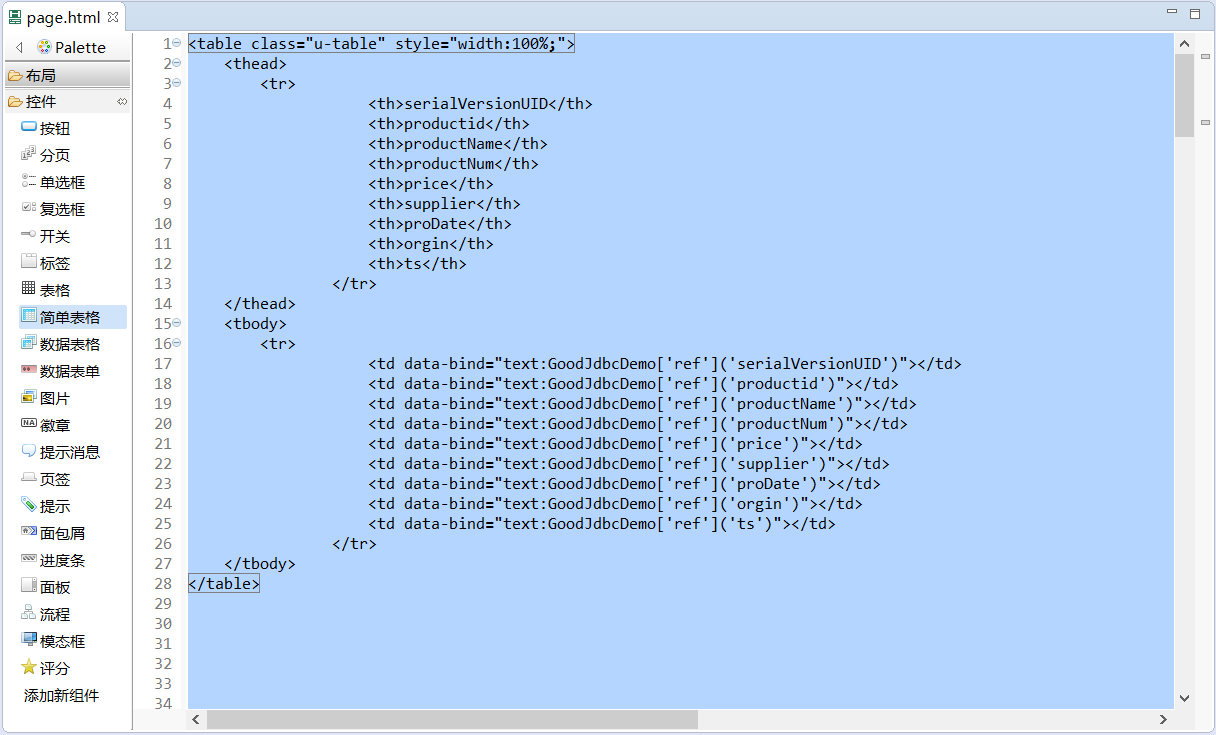 page.html
Palette
布局
控件
按钮
分页
单选框
复选框
开关
标签
表格
简单表格
数据表格
数据表单
图片
NA 徽章
提示消息
页签
提示
面包屑
进度条
面板
流程
模态框
评分
添加新组件
1 <table class="u-table" style="width:100%;">
2 <thead>
3 <tr>
4 <th>serialVersionUID</th>
5 <th>productid</th>
6 <th>productName</th>
7 <th>productNum</th>
8 <th>price</th>
9 <th>supplier</th>
10 <th>proDate</th>
11 <th>orgin</th>
12 <th>ts</th>
13 </tr>
14 </thead>
15 <tbody>
16 <tr>
17 <td data-bind="text:GoodJdbcDemo['ref']('serialVersionUID')"></td>
18 <td data-bind="text:GoodJdbcDemo['ref']('productid')"></td>
19 <td data-bind="text:GoodJdbcDemo['ref']('productName')"></td>
20 <td data-bind="text:GoodJdbcDemo['ref']('productNum')"></td>
21 <td data-bind="text:GoodJdbcDemo['ref']('price')"></td>
22 <td data-bind="text:GoodJdbcDemo['ref']('supplier')"></td>
23 <td data-bind="text:GoodJdbcDemo['ref']('proDate')"></td>
24 <td data-bind="text:GoodJdbcDemo['ref']('orgin')"></td>
25 <td data-bind="text:GoodJdbcDemo['ref']('ts')"></td>
26 </tr>
27 </tbody>
28 </table>
29
30
31
32
33
34